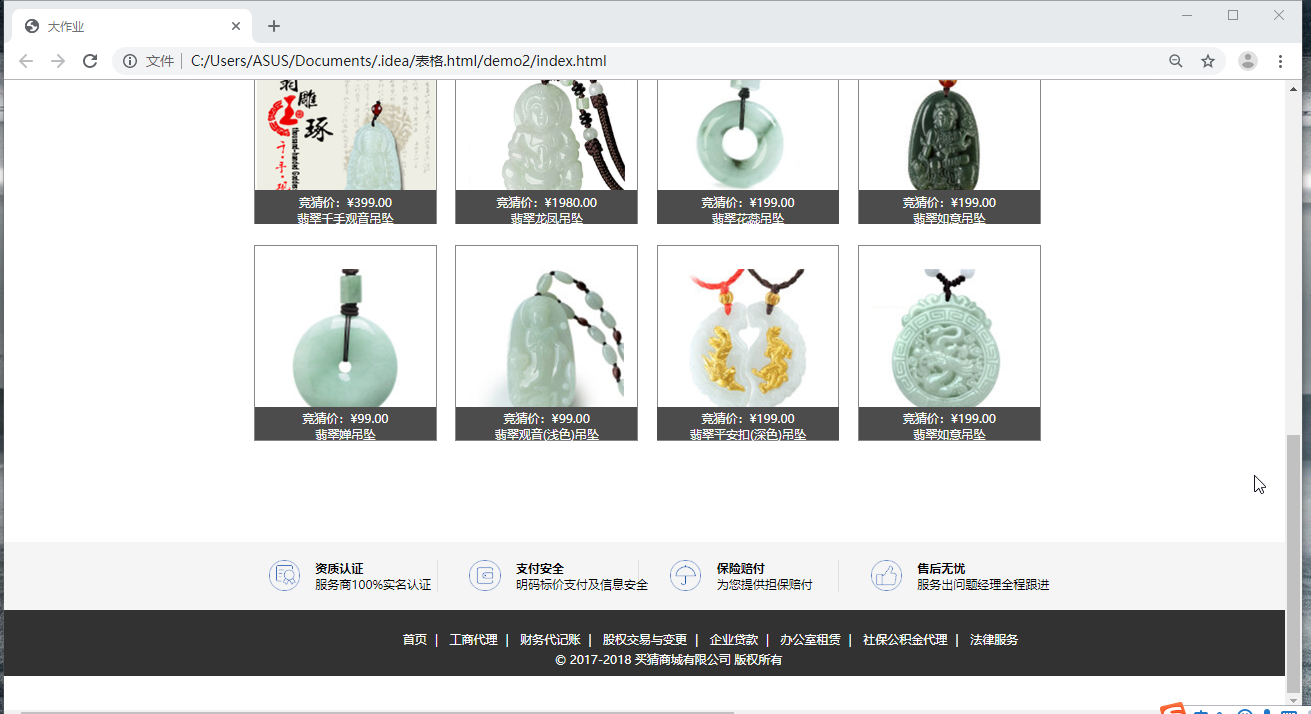 大作业
文件 C:/Users/ASUS/Documents/.idea/表格.html/demo2/index.html
雕
玉
琢
竞猜价：¥399.00
翡翠千手观音吊坠
竞猜价：¥1980.00
翡翠龙凤吊坠
竞猜价：¥199.00
翡翠花蕊吊坠
竞猜价：¥199.00
翡翠如意吊坠
竞猜价：¥99.00
翡翠婵吊坠
竞猜价：¥99.00
翡翠观音(浅色)吊坠
竞猜价：¥199.00
翡翠平安扣(深色)吊坠
竞猜价：¥199.00
翡翠如意吊坠
资质认证
服务商100%实名认证
支付安全
明码标价支付及信息安全
保险赔付
为您提供担保赔付
售后无忧
服务出问题经理全程跟进
首页 | 工商代理 | 财务代记账 | 股权交易与变更 | 企业贷款 | 办公室租赁 | 社保公积金代理 | 法律服务
© 2017-2018 买猜商城有限公司 版权所有